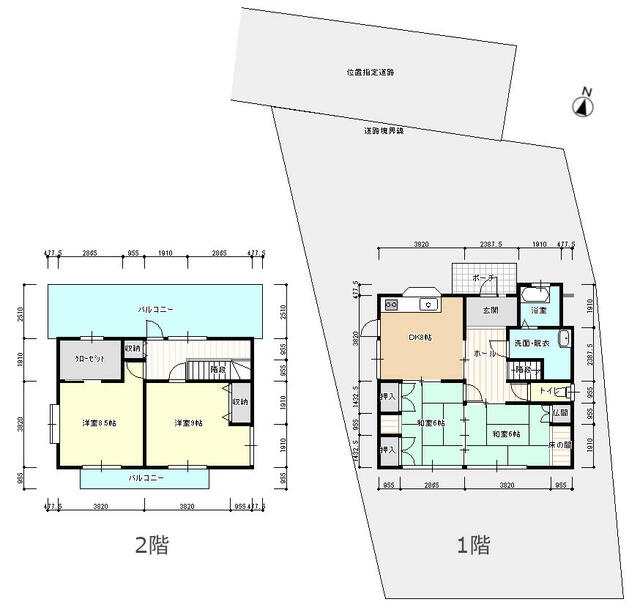 位置指定道路
道路境界線
N
477.5 2865 955 1910 2865 477.5
2510
バルコニー
2510
1910
クローゼット
収納
階段
955
955
3820
洋室8.5帖
洋室9帖
収納
1910
1910
955
バルコニー
955
3820 3820 955 477.5
2階
3820 2387.5 1910 477.5
477.5
ポーチ
玄関
浴室
1910
3820
DK8帖
ホール
洗面・脱衣
2387.5
階段
トイレ
955
1432.5
押入
和室6帖
和室6帖
仏間
955
955
床の間
1910
1432.5
押入
955 2865 3820 955
1階